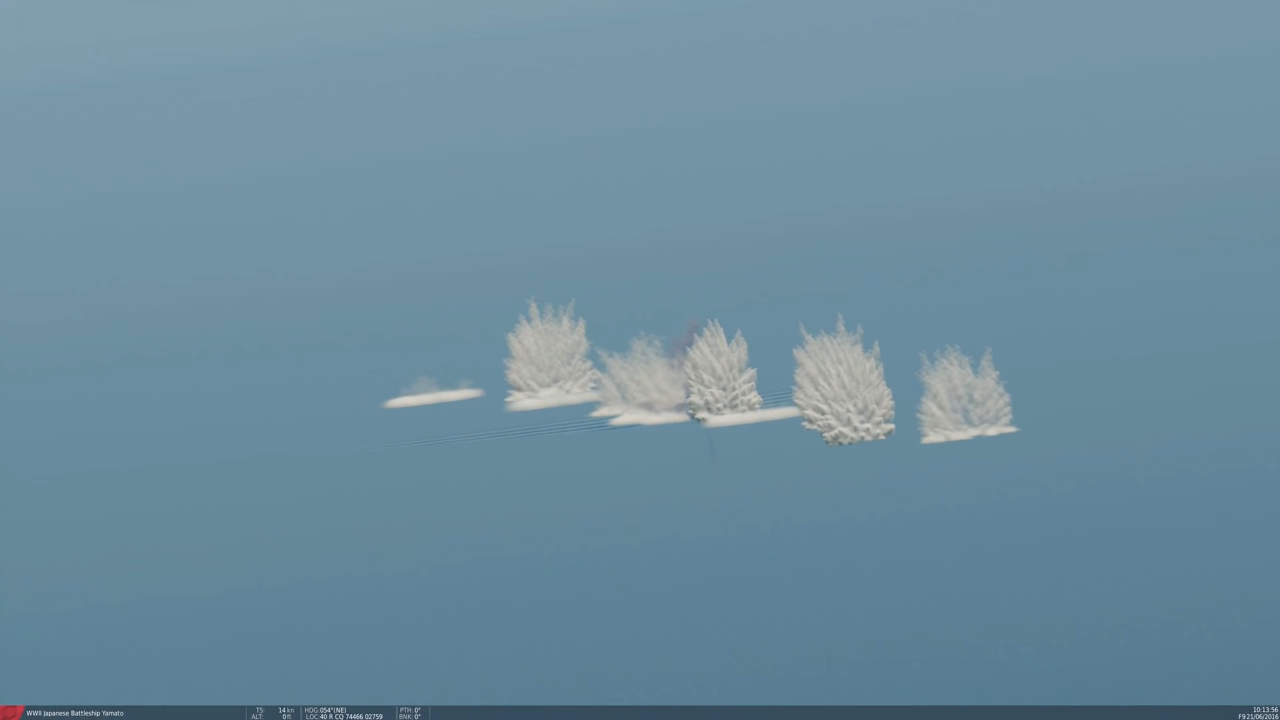 WWII Japanese Battleship Yamato
TS: 14 kn
ALT: 0 ft
HDG:054°(NE)
LOC:40 R CQ 74466 02759
PTH: 0°
BNK: 0°
10:13:56
F9 21/06/2016